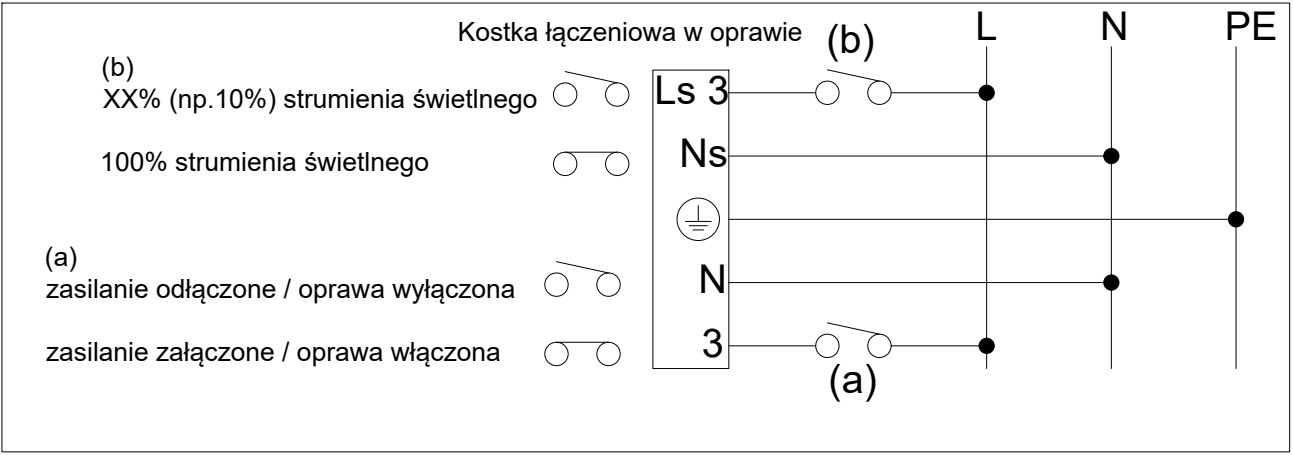 Kostka łączeniowa w oprawie
(b)
L
N
PE
(b)
XX% (np.10%) strumienia świetlnego
Ls 3
100% strumienia świetlnego
Ns
(a)
zasilanie odłączone / oprawa wyłączona
N
zasilanie załączone / oprawa włączona
3
(a)